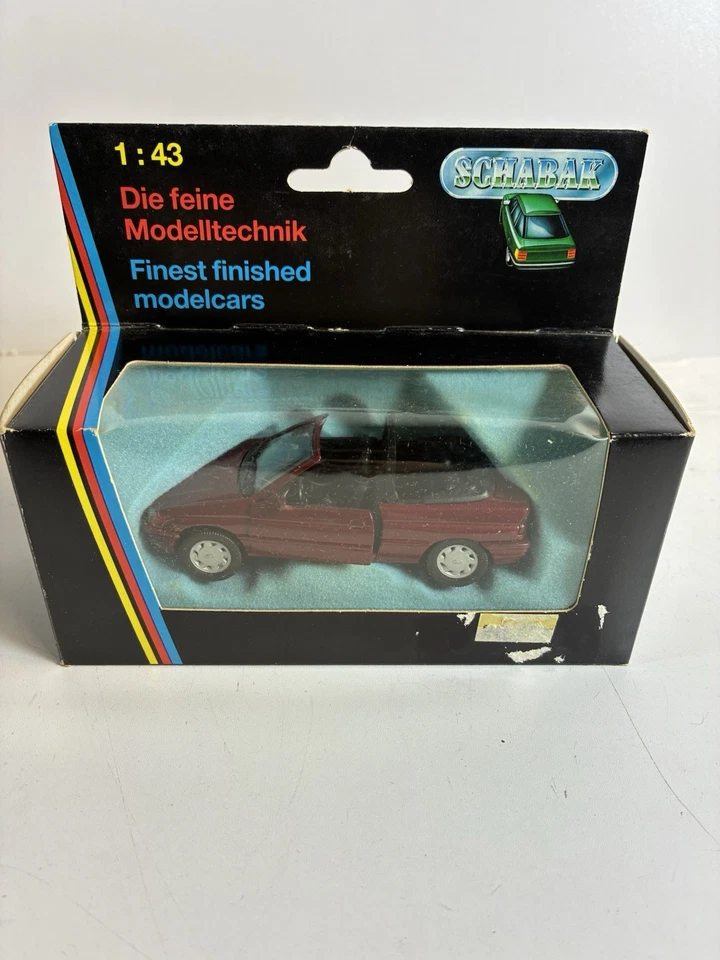 1:43
SCHABAK
Die feine
Modelltechnik
Finest finished
modelcars